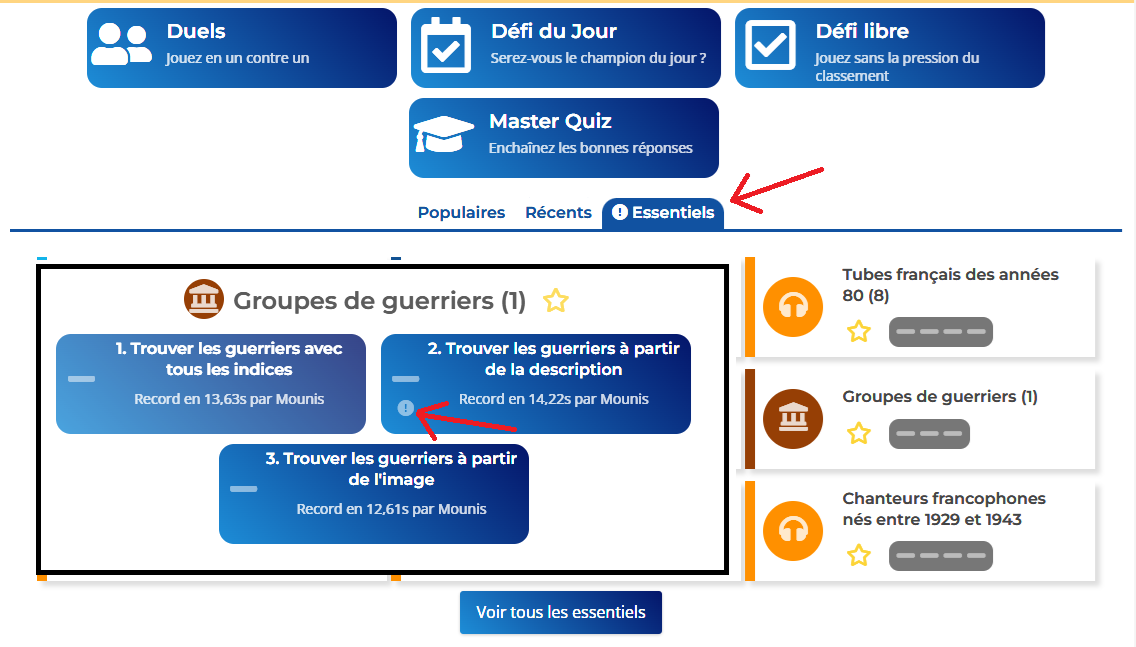 Duels
Jouez en un contre un
Défi du Jour
Serez-vous le champion du jour ?
Défi libre
Jouez sans la pression du
classement
Master Quiz
Enchaînez les bonnes réponses
Populaires
Récents
Essentiels
Groupes de guerriers (1)
1. Trouver les guerriers avec
tous les indices
Record en 13,63s par Mounis
2. Trouver les guerriers à partir
de la description
Record en 14,22s par Mounis
3. Trouver les guerriers à partir
de l'image
Record en 12,61s par Mounis
Tubes français des années
80 (8)
Groupes de guerriers (1)
Chanteurs francophones
nés entre 1929 et 1943
Voir tous les essentiels